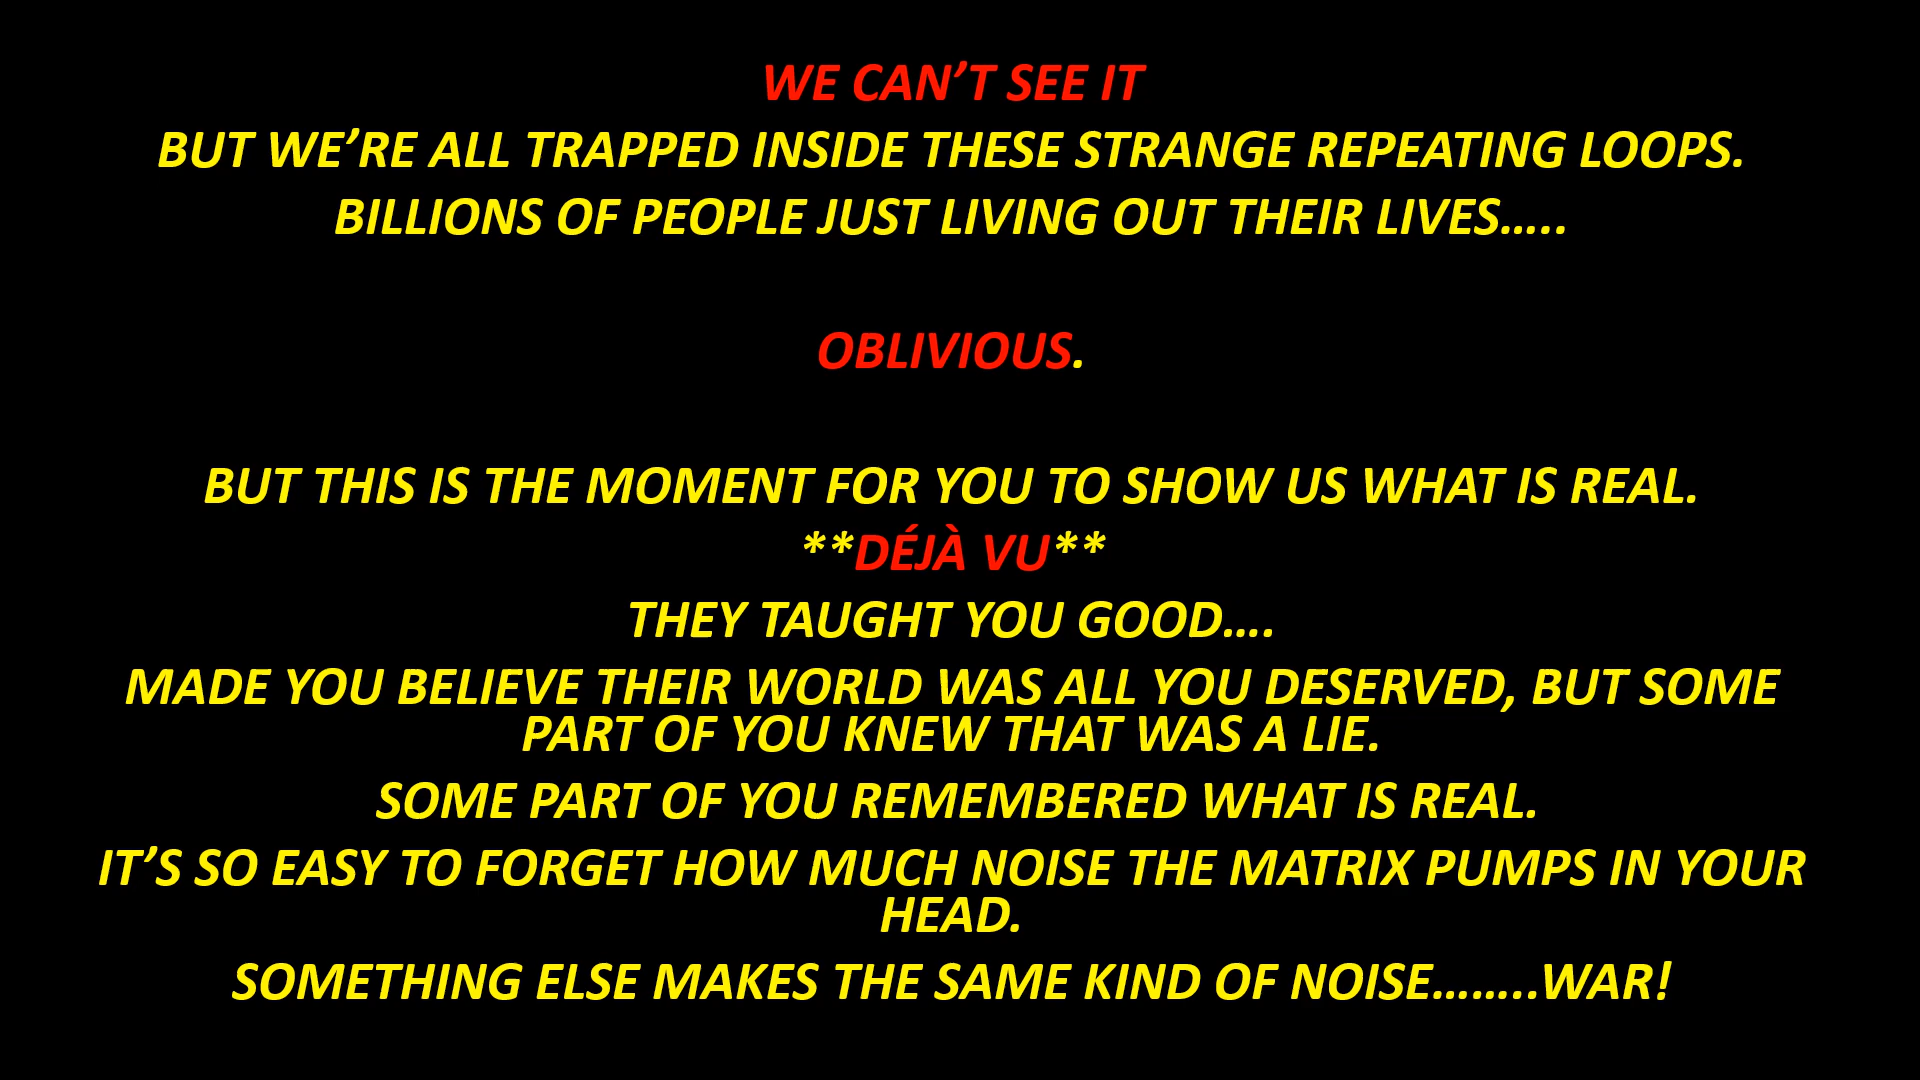 WE CAN’T SEE IT
BUT WE’RE ALL TRAPPED INSIDE THESE STRANGE REPEATING LOOPS.
BILLIONS OF PEOPLE JUST LIVING OUT THEIR LIVES.....
OBLIVIOUS.
BUT THIS IS THE MOMENT FOR YOU TO SHOW US WHAT IS REAL.
**DÉJÀ VU**
THEY TAUGHT YOU GOOD....
MADE YOU BELIEVE THEIR WORLD WAS ALL YOU DESERVED, BUT SOME
PART OF YOU KNEW THAT WAS A LIE.
SOME PART OF YOU REMEMBERED WHAT IS REAL.
IT’S SO EASY TO FORGET HOW MUCH NOISE THE MATRIX PUMPS IN YOUR
HEAD.
SOMETHING ELSE MAKES THE SAME KIND OF NOISE........WAR!